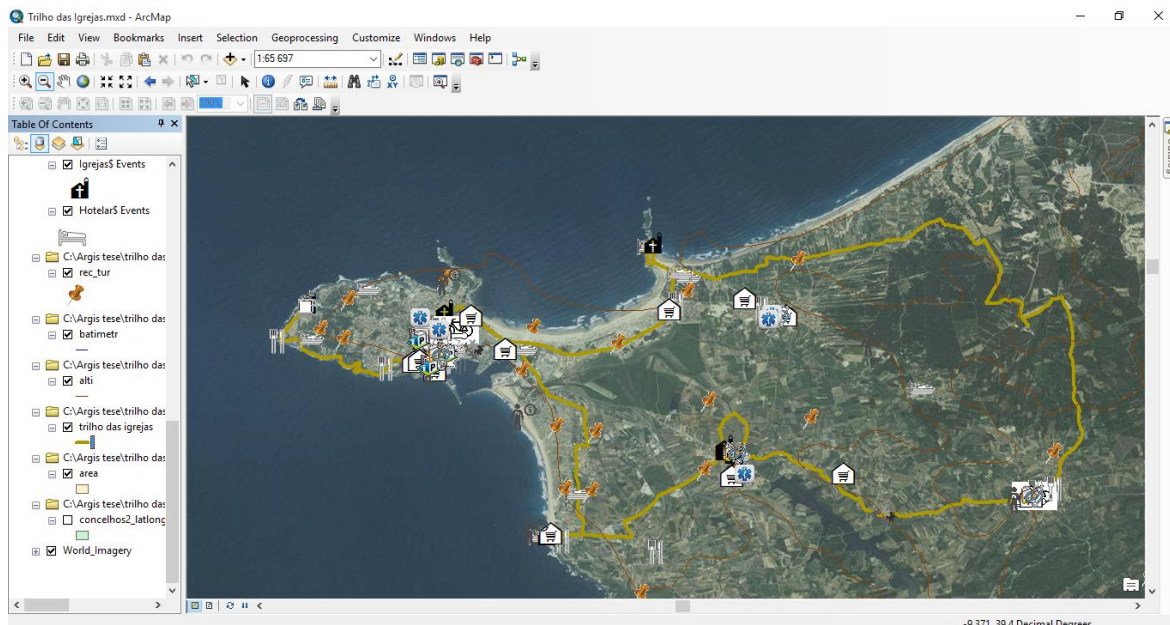 Trilho das Igrejas.mxd - ArcMap
File Edit View Bookmarks Insert Selection Geoprocessing Customize Windows Help
1:65 697
100%
Table Of Contents
Igrejas$ Events
Hotelar$ Events
C:\Argis tese\trilho das
rec_tur
C:\Argis tese\trilho das
batimetr
C:\Argis tese\trilho das
alti
C:\Argis tese\trilho das
trilho das igrejas
C:\Argis tese\trilho das
area
C:\Argis tese\trilho das
concelhos2_latlong
World_Imagery
-9,371 39,4 Decimal Degrees